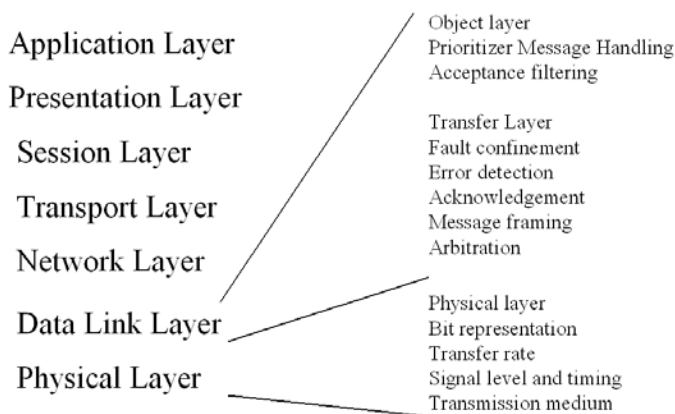 Application Layer
Presentation Layer
Session Layer
Transport Layer
Network Layer
Data Link Layer
Physical Layer
Object layer
Prioritizer Message Handling
Acceptance filtering
Transfer Layer
Fault confinement
Error detection
Acknowledgement
Message framing
Arbitration
Physical layer
Bit representation
Transfer rate
Signal level and timing
Transmission medium